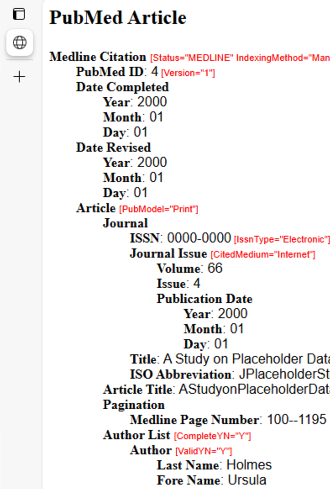 PubMed Article
Medline Citation [Status="MEDLINE" IndexingMethod="Man
PubMed ID: 4 [Version="1"]
Date Completed
Year: 2000
Month: 01
Day: 01
Date Revised
Year: 2000
Month: 01
Day: 01
Article [PubModel="Print"]
Journal
ISSN: 0000-0000 [IssnType="Electronic"]
Journal Issue [CitedMedium="Internet"]
Volume: 66
Issue: 4
Publication Date
Year: 2000
Month: 01
Day: 01
Title: A Study on Placeholder Data
ISO Abbreviation: JPlaceholderSt
Article Title: AStudyonPlaceholderData
Pagination
Medline Page Number: 100--1195
Author List [CompleteYN="Y"]
Author [ValidYN="Y"]
Last Name: Holmes
Fore Name: Ursula